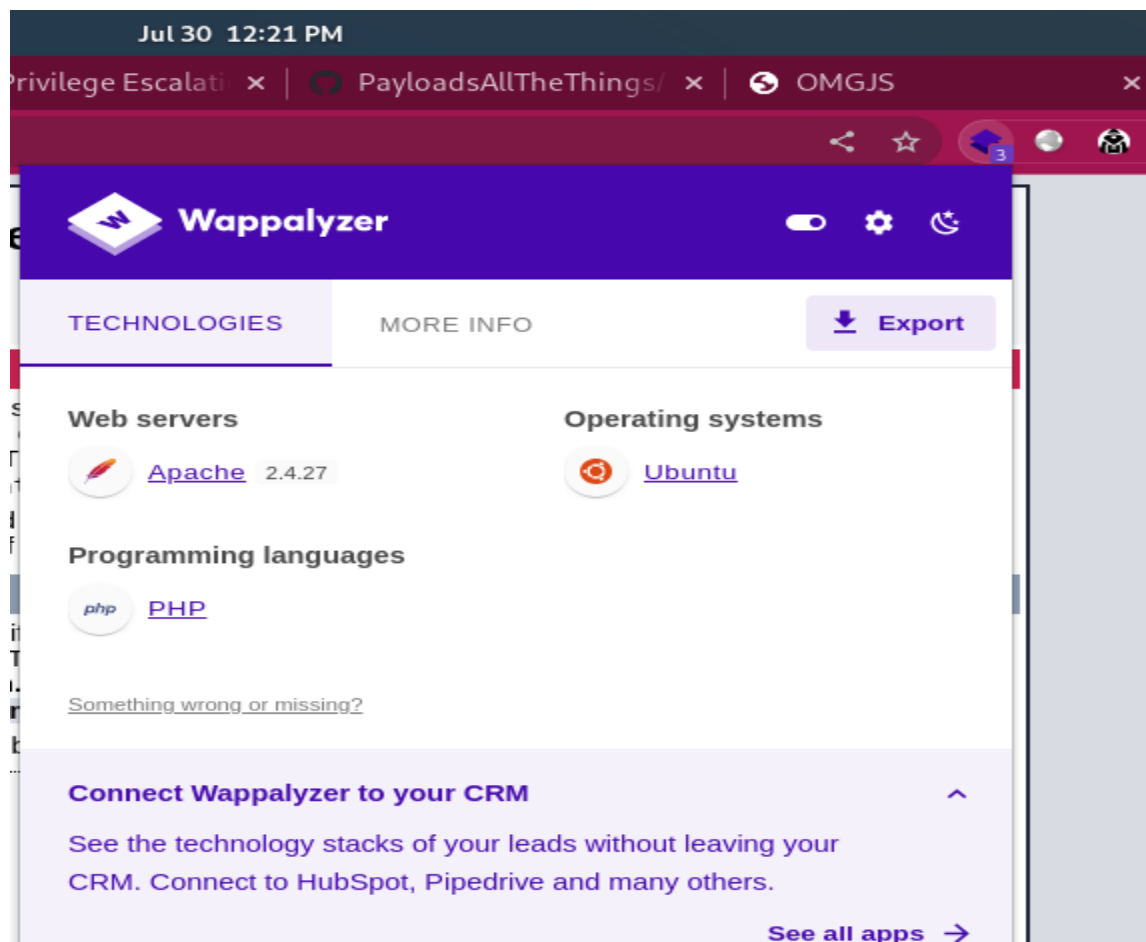 Jul 30 12:21 PM
Privilege Escalati
PayloadsAllTheThings/
OMGJS
3
Wappalyzer
TECHNOLOGIES
MORE INFO
Export
Web servers
Operating systems
Apache 2.4.27
Ubuntu
Programming languages
php PHP
Something wrong or missing?
Connect Wappalyzer to your CRM
See the technology stacks of your leads without leaving your
CRM. Connect to HubSpot, Pipedrive and many others.
See all apps